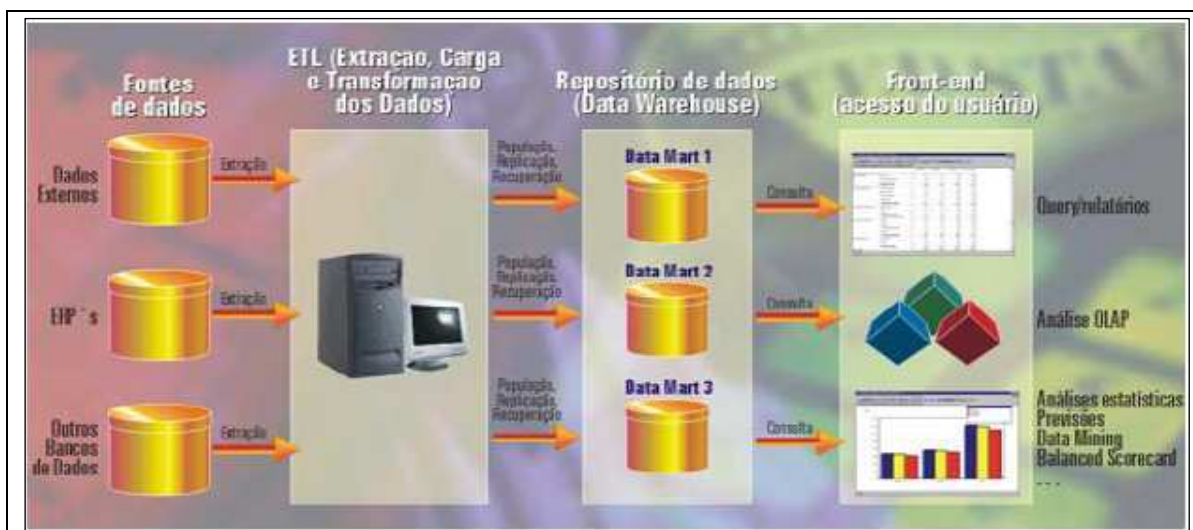 Fontes
de dados
ETL (Extracao, Carga
e Transformação
dos Dados)
Repositório de dados
(Data Warehouse)
Front-end
(acesso do usuário)
Dados
Externos
Extração
População,
Replicação,
Recuperação
Data Mart 1
Consulta
Query/relatórios
ERP´s
Extração
População,
Replicação,
Recuperação
Data Mart 2
Consulta
Análise OLAP
Outros
Bancos
de Dados
Extração
População,
Replicação,
Recuperação
Data Mart 3
Consulta
Análises estatísticas
Previsões
Data Mining
Balanced Scorecard
. . .